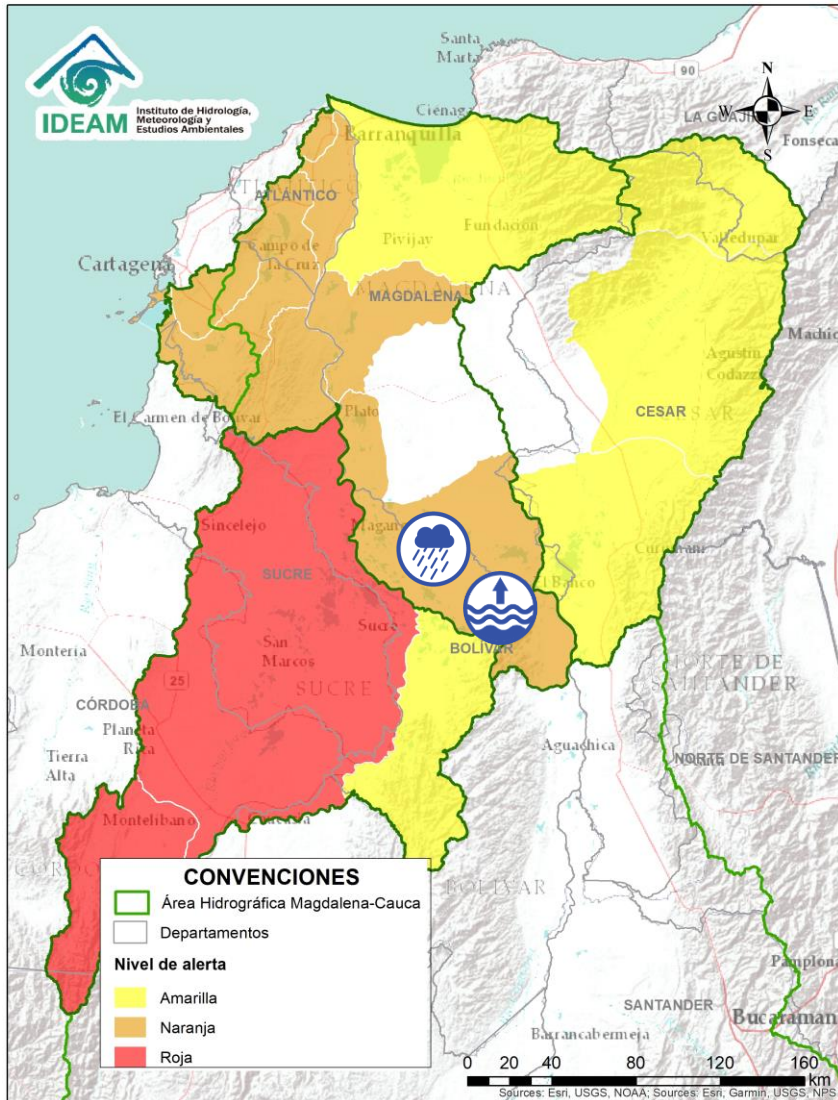 IDEAM
Instituto de Hidrología,
Meteorología y
Estudios Ambientales
Santa
Marta
90
N
W
E
S
Ciénaga
LA GUAJIRA
Fonseca
Barranquilla
ATLÁNTICO
Valledupar
Pivijay
Fundación
Campo de
la Cruz
Cartagena
MAGDALENA
Agustín
Codazzi
CESAR
El Carmen de Bolívar
Plato
Sincelejo
SUCRE
El Banco
Sucre
BOLÍVAR
Montería
San
Marcos
25
SUCRE
NORTE DE
SANTANDER
CÓRDOBA
Planeta
Rica
Aguachica
Tierra
Alta
NORTE DE SANTANDER
Montelibano
BOLÍVAR
CONVENCIONES
Área Hidrográfica Magdalena-Cauca
Departamentos
Nivel de alerta
Amarilla
Naranja
Roja
Pamplona
SANTANDER
Bucaraman
Barrancabermeja
0 20 40 80 120 160
km
Sources: Esri, USGS, NOAA; Sources: Esri, Garmin, USGS, NPS